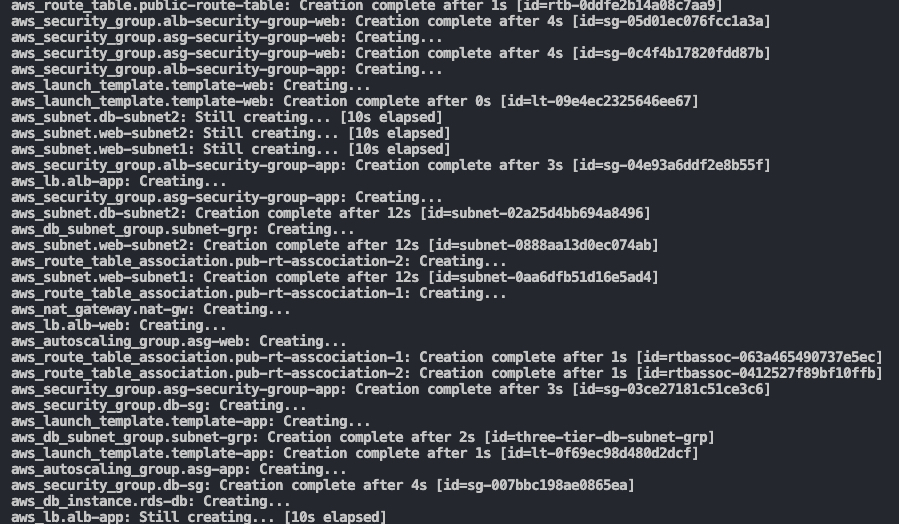 aws_route_table.public-route-table: Creation complete after 1s [id=rtb-0ddfe2b14a08c7aa9]
aws_security_group.alb-security-group-web: Creation complete after 4s [id=sg-05d01ec076fcc1a3a]
aws_security_group.asg-security-group-web: Creating...
aws_security_group.asg-security-group-web: Creation complete after 4s [id=sg-0c4f4b17820fdd87b]
aws_security_group.alb-security-group-app: Creating...
aws_launch_template.template-web: Creating...
aws_launch_template.template-web: Creation complete after 0s [id=lt-09e4ec2325646ee67]
aws_subnet.db-subnet2: Still creating... [10s elapsed]
aws_subnet.web-subnet2: Still creating... [10s elapsed]
aws_subnet.web-subnet1: Still creating... [10s elapsed]
aws_security_group.alb-security-group-app: Creation complete after 3s [id=sg-04e93a6ddf2e8b55f]
aws_lb.alb-app: Creating...
aws_security_group.asg-security-group-app: Creating...
aws_subnet.db-subnet2: Creation complete after 12s [id=subnet-02a25d4bb694a8496]
aws_db_subnet_group.subnet-grp: Creating...
aws_subnet.web-subnet2: Creation complete after 12s [id=subnet-0888aa13d0ec074ab]
aws_route_table_association.pub-rt-asscociation-2: Creating...
aws_subnet.web-subnet1: Creation complete after 12s [id=subnet-0aa6dfb51d16e5ad4]
aws_route_table_association.pub-rt-asscociation-1: Creating...
aws_nat_gateway.nat-gw: Creating...
aws_lb.alb-web: Creating...
aws_autoscaling_group.asg-web: Creating...
aws_route_table_association.pub-rt-asscociation-1: Creation complete after 1s [id=rtbassoc-063a465490737e5ec]
aws_route_table_association.pub-rt-asscociation-2: Creation complete after 1s [id=rtbassoc-0412527f89bf10ffb]
aws_security_group.asg-security-group-app: Creation complete after 3s [id=sg-03ce27181c51ce3c6]
aws_security_group.db-sg: Creating...
aws_launch_template.template-app: Creating...
aws_db_subnet_group.subnet-grp: Creation complete after 2s [id=three-tier-db-subnet-grp]
aws_launch_template.template-app: Creation complete after 1s [id=lt-0f69ec98d480d2dcf]
aws_autoscaling_group.asg-app: Creating...
aws_security_group.db-sg: Creation complete after 4s [id=sg-007bbc198ae0865ea]
aws_db_instance.rds-db: Creating...
aws_lb.alb-app: Still creating... [10s elapsed]